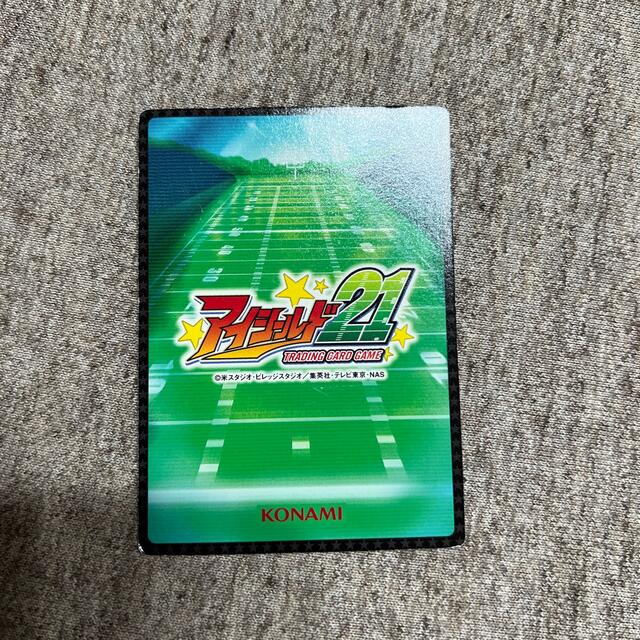 アイシールド21
TRADING CARD GAME
©米スタジオ・ビレッジスタジオ／集英社・テレビ東京・NAS
KONAMI